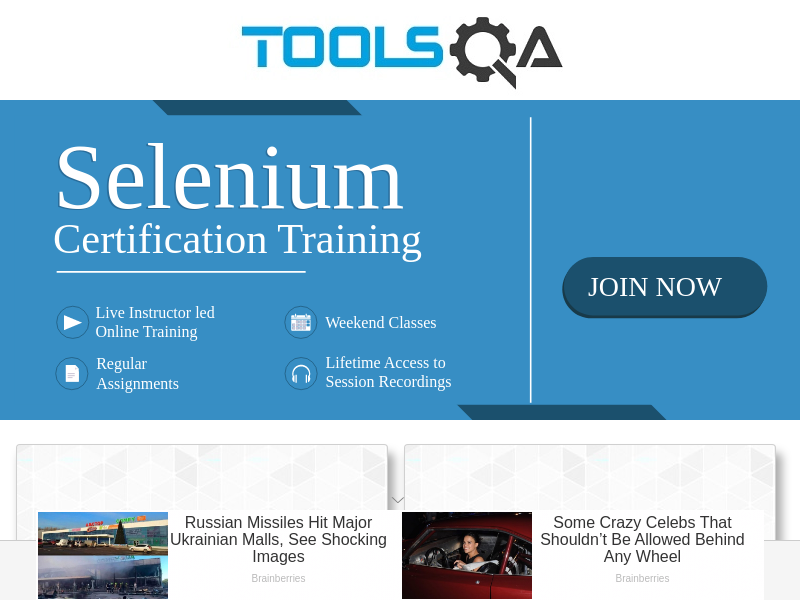 TOOLSQA
Selenium
Certification Training
Live Instructor led
Online Training
Weekend Classes
Regular
Assignments
Lifetime Access to
Session Recordings
JOIN NOW
Russian Missiles Hit Major
Ukrainian Malls, See Shocking
Images
Brainberries
Some Crazy Celebs That
Shouldn't Be Allowed Behind
Any Wheel
Brainberries